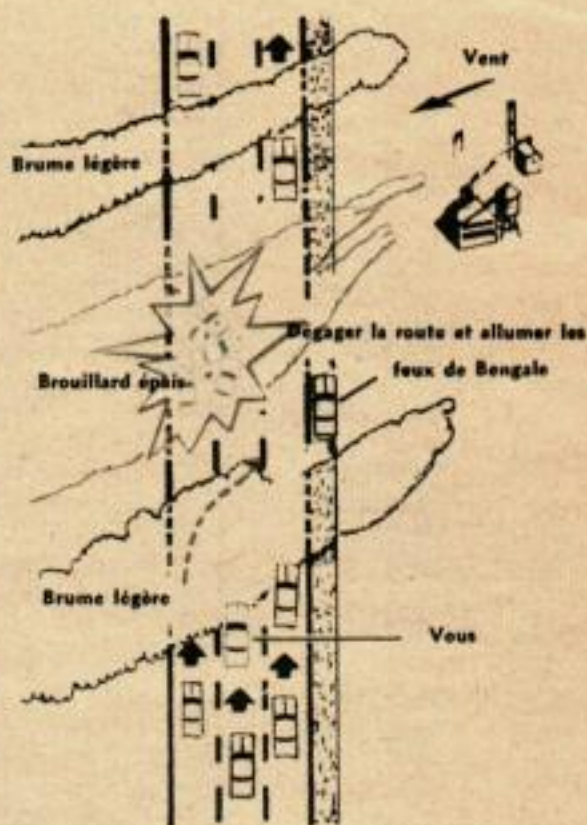 Vent
Brume légère
Dégager la route et allumer les
feux de Bengale
Brouillard épais
Brume légère
Vous